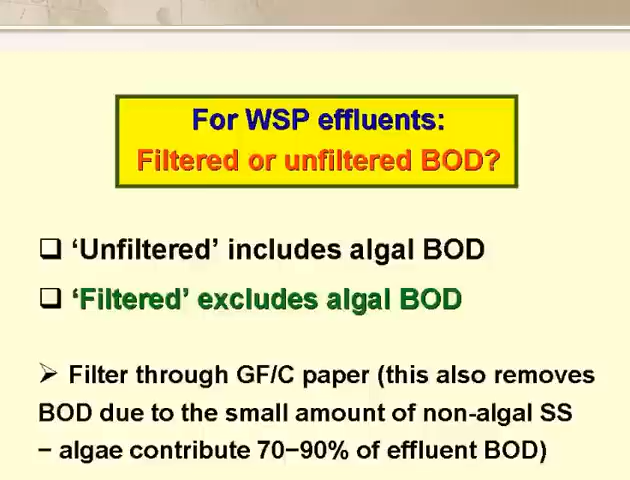 For WSP effluents:
Filtered or unfiltered BOD?
❑ ‘Unfiltered’ includes algal BOD
❑ ‘Filtered’ excludes algal BOD
➢ Filter through GF/C paper (this also removes
BOD due to the small amount of non-algal SS
− algae contribute 70−90% of effluent BOD)